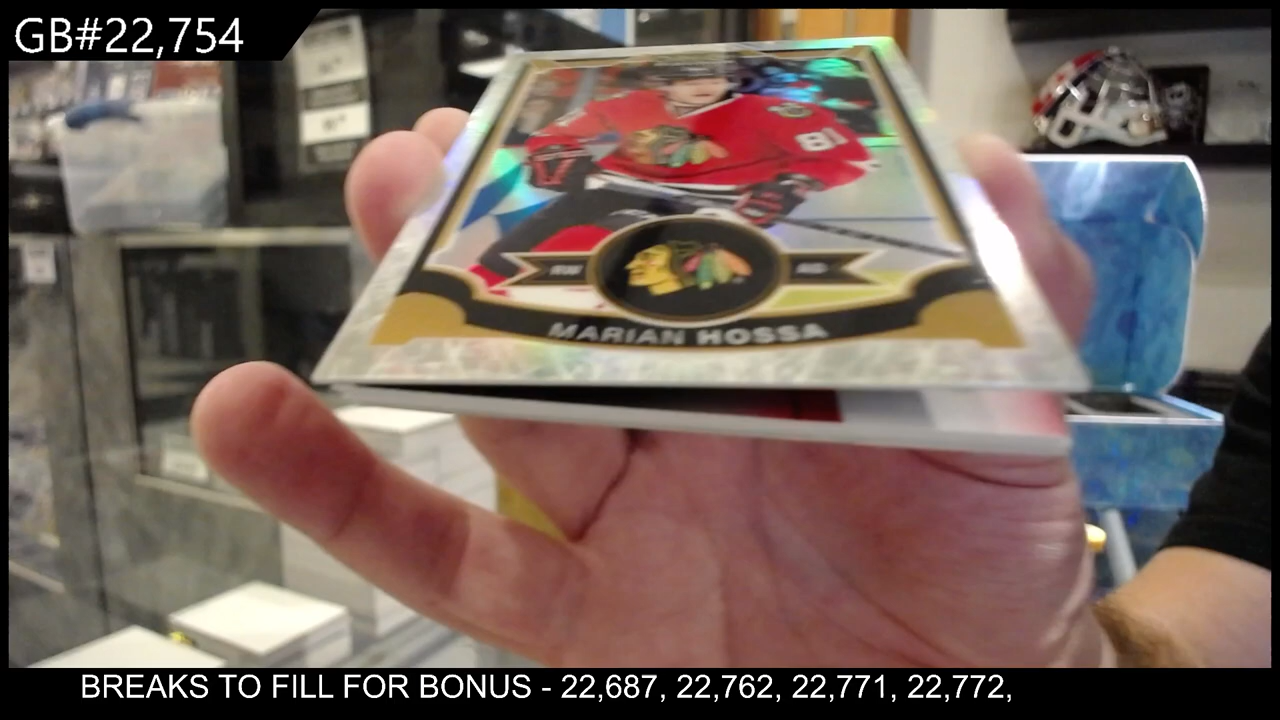 GB#22,754
81
RW
MARIAN HOSSA
BREAKS TO FILL FOR BONUS - 22,687, 22,762, 22,771, 22,772,